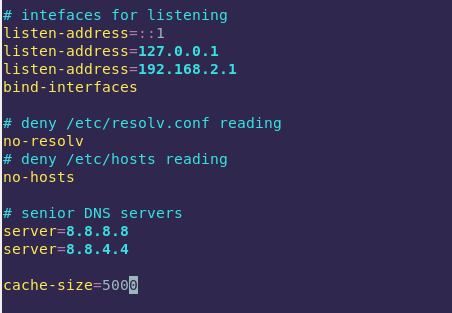 # intefaces for listening
listen-address=::1
listen-address=127.0.0.1
listen-address=192.168.2.1
bind-interfaces
# deny /etc/resolv.conf reading
no-resolv
# deny /etc/hosts reading
no-hosts
# senior DNS servers
server=8.8.8.8
server=8.8.4.4
cache-size=5000